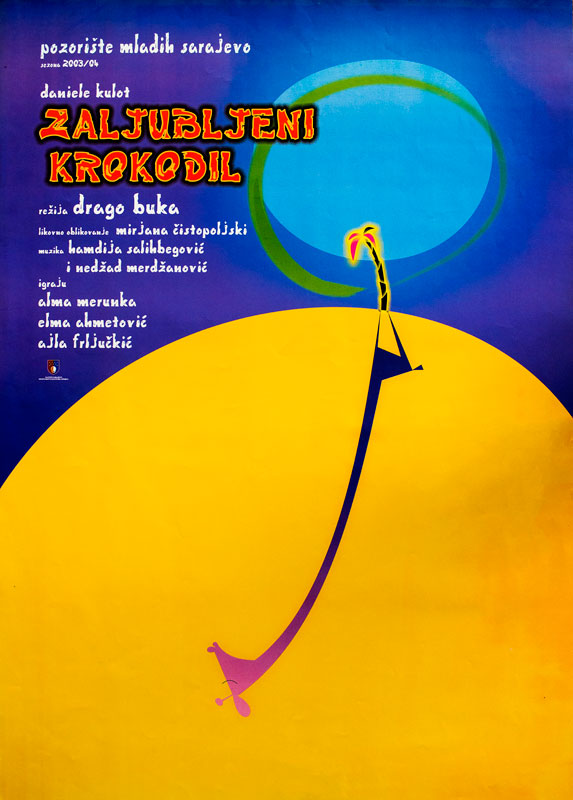 pozorište mladih sarajevo
sezona 2003/04
daniele kulot
ZALJUBLJENI
KROKODIL
režija drago buka
likovno oblikovanje mirjana čistopoljski
muzika hamdija salihbegović
i nedžad merdžanović
igraju
alma merunka
elma ahmetović
ajla frljučkić